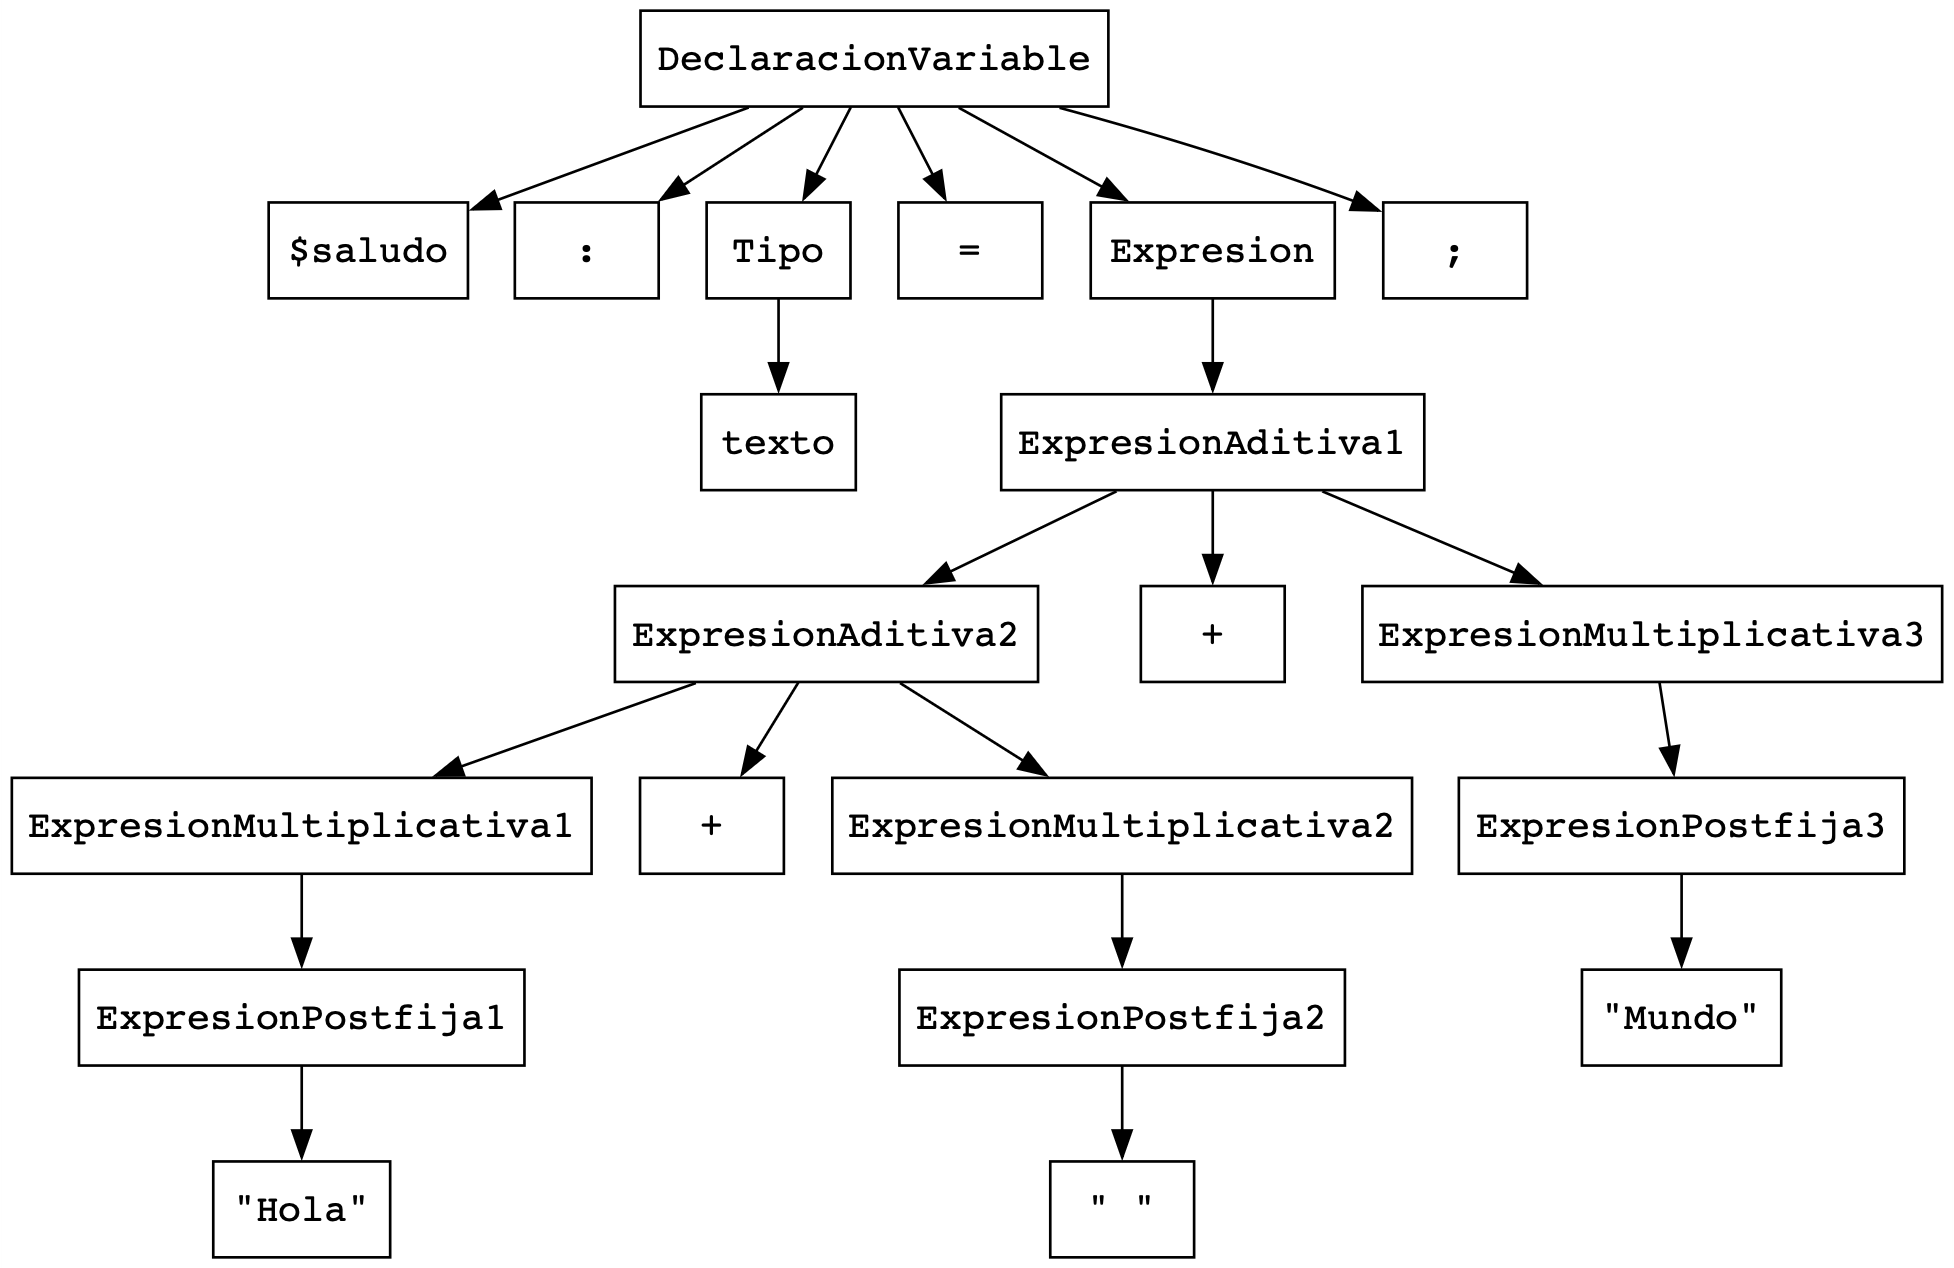 DeclaracionVariable
$saludo : Tipo = Expresion ;
texto ExpresionAditiva1
ExpresionAditiva2 + ExpresionMultiplicativa3
ExpresionMultiplicativa1 + ExpresionMultiplicativa2 ExpresionPostfija3
ExpresionPostfija1 ExpresionPostfija2 "Mundo"
"Hola" " "